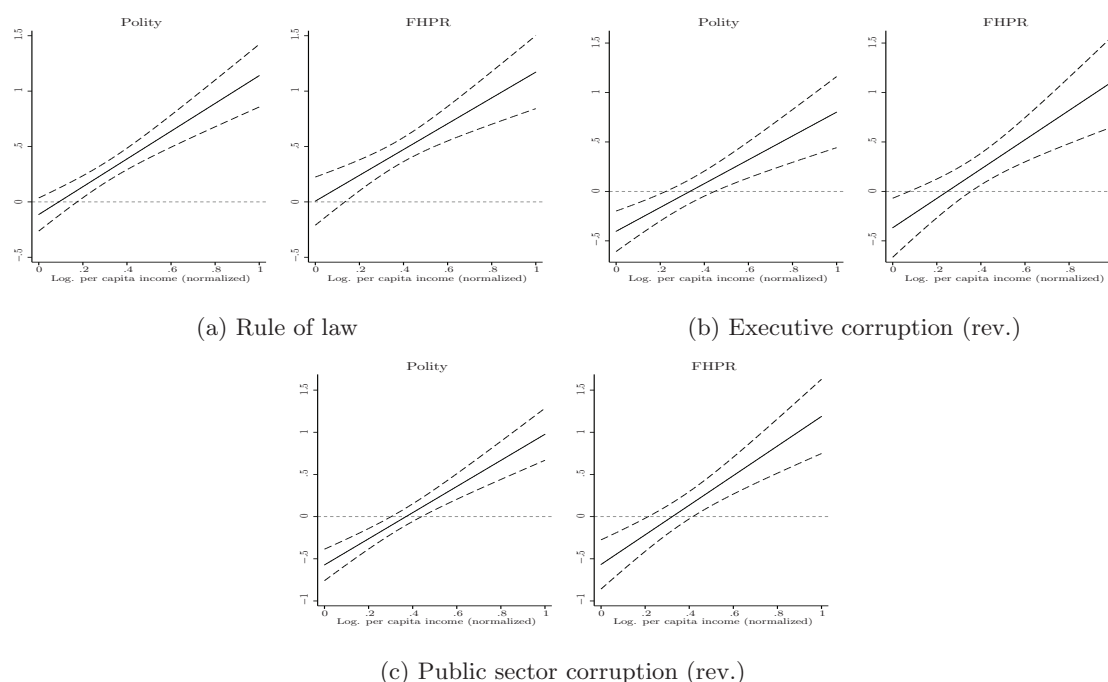 Polity
1.5
1
.5
0
-.5
0 .2 .4 .6 .8 1
Log. per capita income (normalized)
FHPR
1.5
1
.5
0
-.5
0 .2 .4 .6 .8 1
Log. per capita income (normalized)
(a) Rule of law
Polity
1.5
1
.5
0
-.5
0 .2 .4 .6 .8 1
Log. per capita income (normalized)
FHPR
1.5
1
.5
0
-.5
0 .2 .4 .6 .8
Log. per capita income (normalized)
(b) Executive corruption (rev.)
Polity
1.5
1
.5
0
-.5
-1
0 .2 .4 .6 .8 1
Log. per capita income (normalized)
FHPR
1.5
1
.5
0
-.5
-1
0 .2 .4 .6 .8 1
Log. per capita income (normalized)
(c) Public sector corruption (rev.)